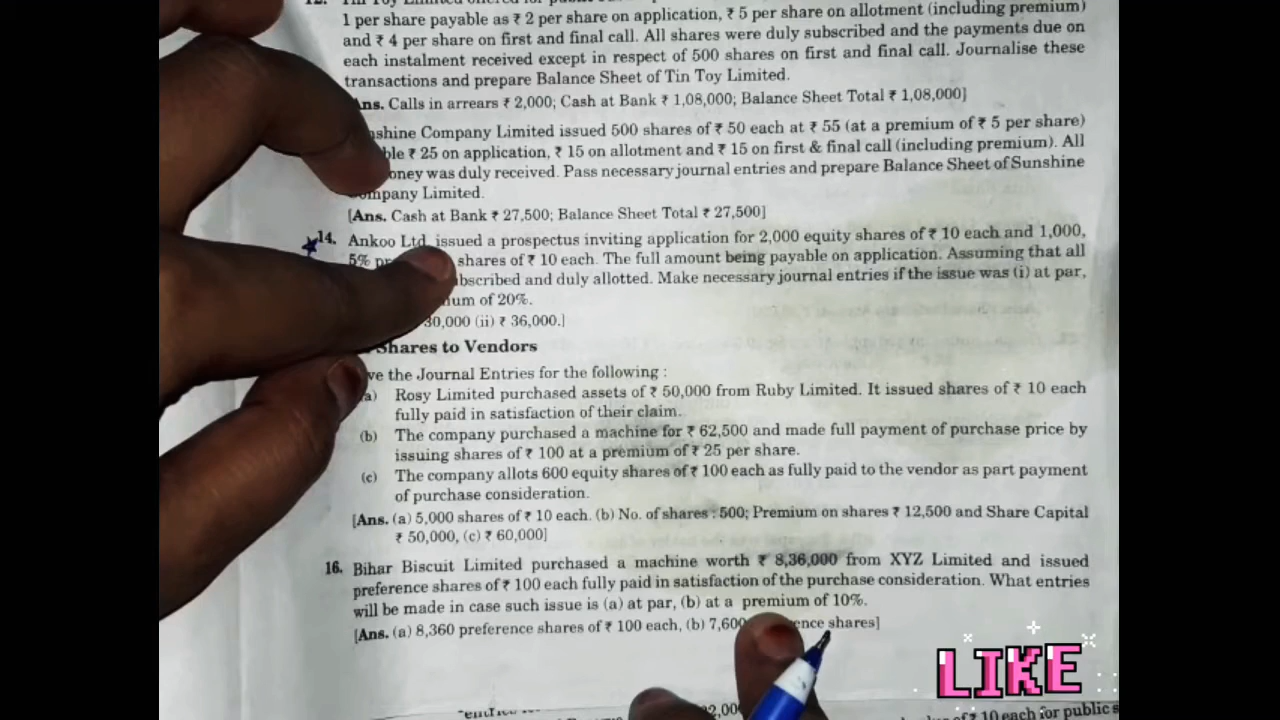 1 per share payable as ₹ 2 per share on application, ₹ 5 per share on allotment (including premium)
and ₹ 4 per share on first and final call. All shares were duly subscribed and the payments due on
each instalment received except in respect of 500 shares on first and final call. Journalise these
transactions and prepare Balance Sheet of Tin Toy Limited.
Ans. Calls in arrears ₹ 2,000; Cash at Bank ₹ 1,08,000; Balance Sheet Total ₹ 1,08,000]
shine Company Limited issued 500 shares of ₹ 50 each at ₹ 55 (at a premium of ₹ 5 per share)
ble ₹ 25 on application, ₹ 15 on allotment and ₹ 15 on first & final call (including premium). All
oney was duly received. Pass necessary journal entries and prepare Balance Sheet of Sunshine
ompany Limited.
[Ans. Cash at Bank ₹ 27,500; Balance Sheet Total ₹ 27,500]
14. Ankoo Ltd. issued a prospectus inviting application for 2,000 equity shares of ₹ 10 each and 1,000,
5% pr shares of ₹ 10 each. The full amount being payable on application. Assuming that all
bscribed and duly allotted. Make necessary journal entries if the issue was (i) at par,
um of 20%.
30,000 (ii) ₹ 36,000.]
Shares to Vendors
ve the Journal Entries for the following :
a) Rosy Limited purchased assets of ₹ 50,000 from Ruby Limited. It issued shares of ₹ 10 each
fully paid in satisfaction of their claim.
(b) The company purchased a machine for ₹ 62,500 and made full payment of purchase price by
issuing shares of ₹ 100 at a premium of ₹ 25 per share.
(c) The company allots 600 equity shares of ₹ 100 each as fully paid to the vendor as part payment
of purchase consideration.
[Ans. (a) 5,000 shares of ₹ 10 each. (b) No. of shares : 500; Premium on shares ₹ 12,500 and Share Capital
₹ 50,000, (c) ₹ 60,000]
16. Bihar Biscuit Limited purchased a machine worth ₹ 8,36,000 from XYZ Limited and issued
preference shares of ₹ 100 each fully paid in satisfaction of the purchase consideration. What entries
will be made in case such issue is (a) at par, (b) at a premium of 10%.
[Ans. (a) 8,360 preference shares of ₹ 100 each, (b) 7,600 ence shares]
LIKE
₹ 10 each for public s